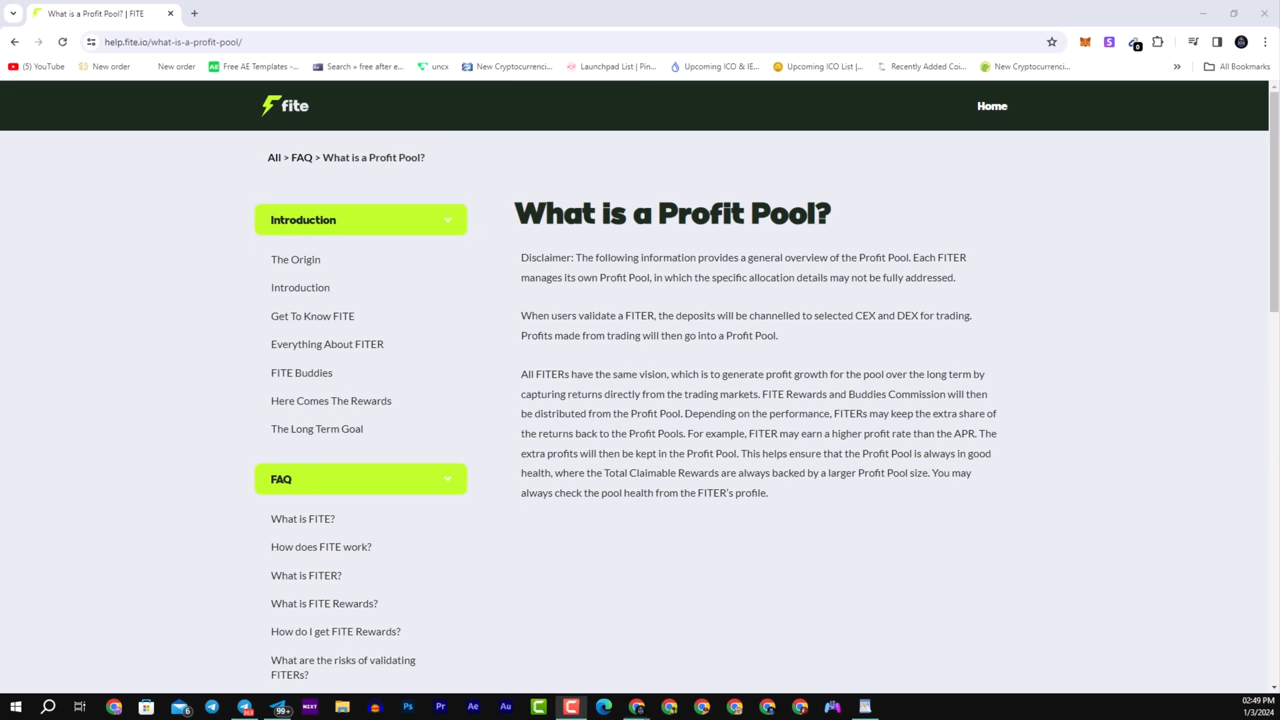 What is a Profit Pool? | FITE
help.fite.io/what-is-a-profit-pool/
(5) YouTube
New order
New order
Free AE Templates -...
Search » free after e...
uncx
New Cryptocurrenci...
Launchpad List | Pin...
Upcoming ICO & IE...
Upcoming ICO List |...
Recently Added Coi...
New Cryptocurrenci...
All Bookmarks
fite
Home
All > FAQ > What is a Profit Pool?
Introduction
The Origin
Introduction
Get To Know FITE
Everything About FITER
FITE Buddies
Here Comes The Rewards
The Long Term Goal
FAQ
What is FITE?
How does FITE work?
What is FITER?
What is FITE Rewards?
How do I get FITE Rewards?
What are the risks of validating
FITERs?
What is a Profit Pool?
Disclaimer: The following information provides a general overview of the Profit Pool. Each FITER
manages its own Profit Pool, in which the specific allocation details may not be fully addressed.
When users validate a FITER, the deposits will be channelled to selected CEX and DEX for trading.
Profits made from trading will then go into a Profit Pool.
All FITERs have the same vision, which is to generate profit growth for the pool over the long term by
capturing returns directly from the trading markets. FITE Rewards and Buddies Commission will then
be distributed from the Profit Pool. Depending on the performance, FITERs may keep the extra share of
the returns back to the Profit Pools. For example, FITER may earn a higher profit rate than the APR. The
extra profits will then be kept in the Profit Pool. This helps ensure that the Profit Pool is always in good
health, where the Total Claimable Rewards are always backed by a larger Profit Pool size. You may
always check the pool health from the FITER's profile.
6
99+
NEXT
Ps
Pr
Ae
Au
02:49 PM
1/3/2024